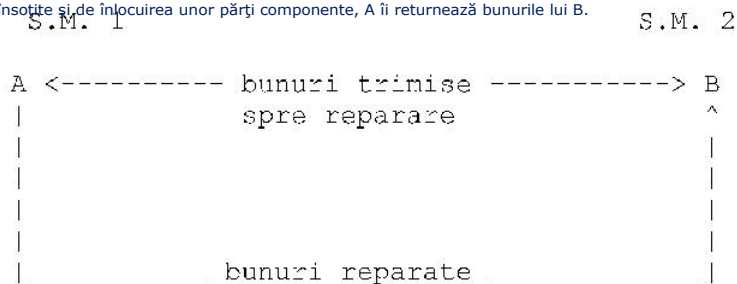 însoţite şi de înlocuirea unor părţi componente, A îi returnează bunurile lui B.
S.M. 1 S.M. 2
A <---------- bunuri trimise -----------> B
| spre reparare ^
| |
| |
| |
| |
|_ bunuri reparate _|